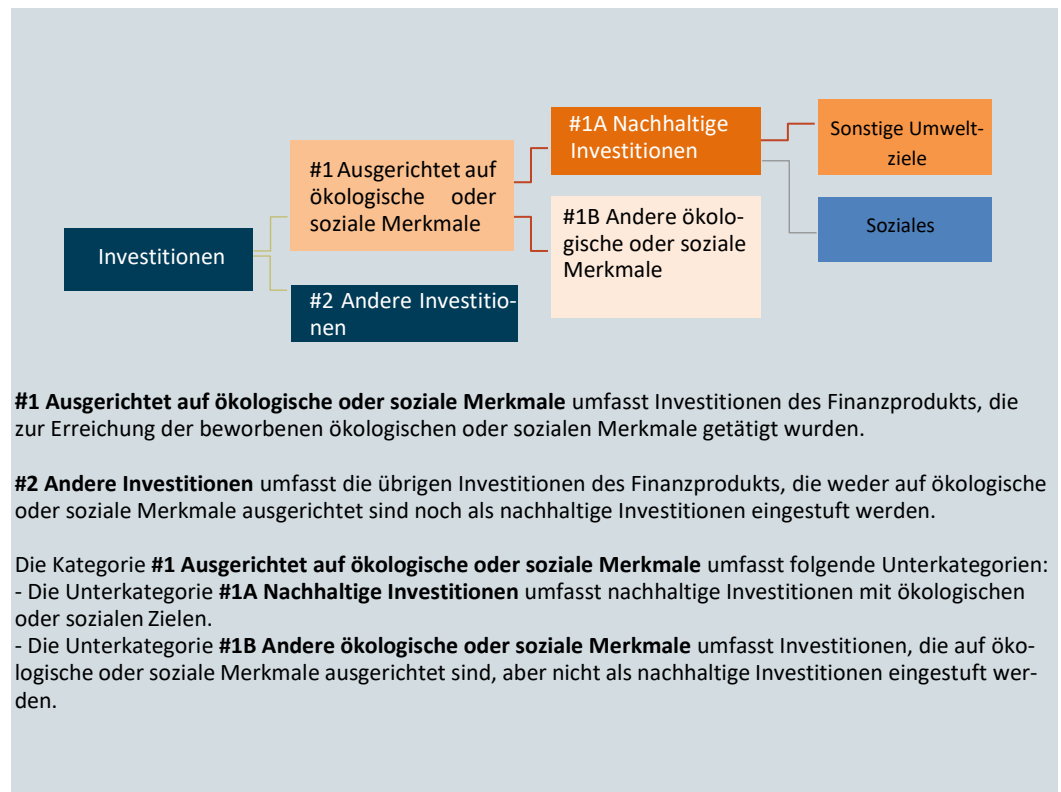 #1A Nachhaltige
Investitionen
Sonstige Umwelt-
ziele
#1 Ausgerichtet auf
ökologische oder
soziale Merkmale
#1B Andere ökolo-
gische oder soziale
Merkmale
Soziales
Investitionen
#2 Andere Investitio-
nen
#1 Ausgerichtet auf ökologische oder soziale Merkmale umfasst Investitionen des Finanzprodukts, die
zur Erreichung der beworbenen ökologischen oder sozialen Merkmale getätigt wurden.
#2 Andere Investitionen umfasst die übrigen Investitionen des Finanzprodukts, die weder auf ökologische
oder soziale Merkmale ausgerichtet sind noch als nachhaltige Investitionen eingestuft werden.
Die Kategorie #1 Ausgerichtet auf ökologische oder soziale Merkmale umfasst folgende Unterkategorien:
- Die Unterkategorie #1A Nachhaltige Investitionen umfasst nachhaltige Investitionen mit ökologischen
oder sozialen Zielen.
- Die Unterkategorie #1B Andere ökologische oder soziale Merkmale umfasst Investitionen, die auf öko-
logische oder soziale Merkmale ausgerichtet sind, aber nicht als nachhaltige Investitionen eingestuft wer-
den.